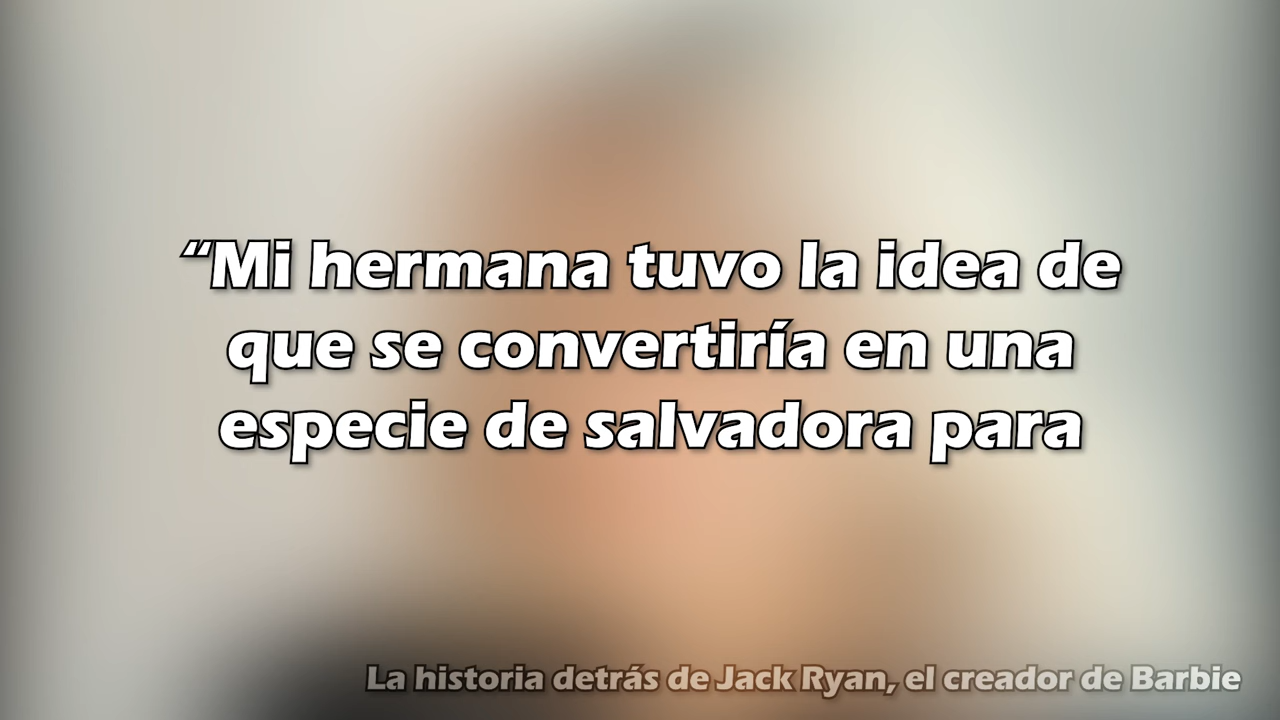 “Mi hermana tuvo la idea de
que se convertiría en una
especie de salvadora para
La historia detrás de Jack Ryan, el creador de Barbie